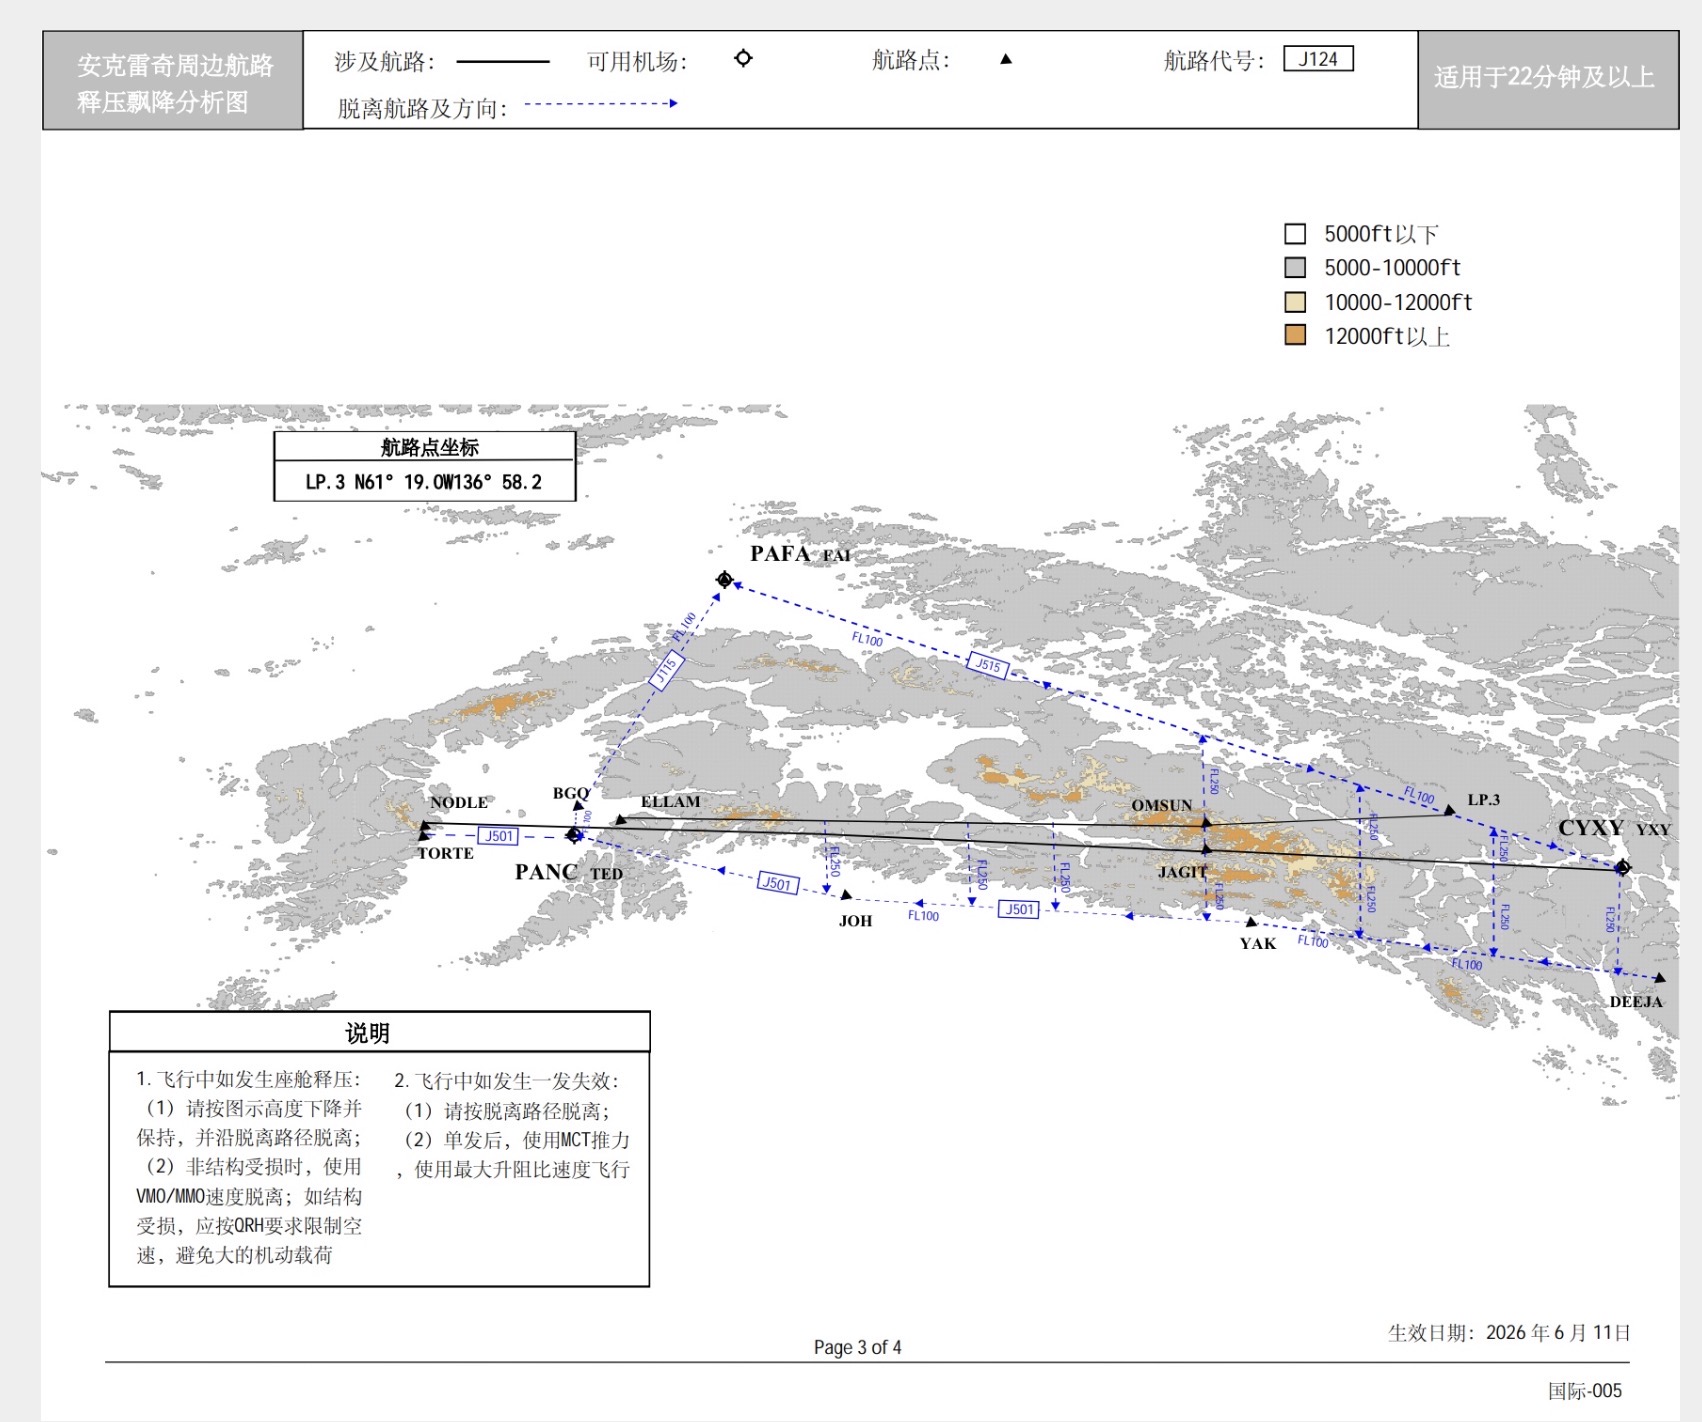 安克雷奇周边航路
释压飘降分析图
涉及航路：
可用机场：
航路点：
航路代号：
J124
脱离航路及方向：
适用于22分钟及以上
5000ft以下
5000-10000ft
10000-12000ft
12000ft以上
航路点坐标
LP.3 N61° 19.0W136° 58.2
PAFA FAI
FL100
FL100
J115
J515
FL250
NODLE
BGQ
ELLAM
OMSUN
FL100
LP.3
J501
100
CYXY YXY
TORTE
FL250
FL250
PANC TED
FL250
FL250
FL250
JAGIT
J501
FL250
FL250
JOH
FL100
J501
FL250
FL250
YAK
FL100
FL100
DEEJA
说明
1. 飞行中如发生座舱释压：
（1）请按图示高度下降并
保持，并沿脱离路径脱离；
（2）非结构受损时，使用
VMO/MMO速度脱离；如结构
受损，应按QRH要求限制空
速，避免大的机动载荷
2. 飞行中如发生一发失效：
（1）请按脱离路径脱离；
（2）单发后，使用MCT推力
，使用最大升阻比速度飞行
生效日期：2026 年 6 月 11日
Page 3 of 4
国际-005